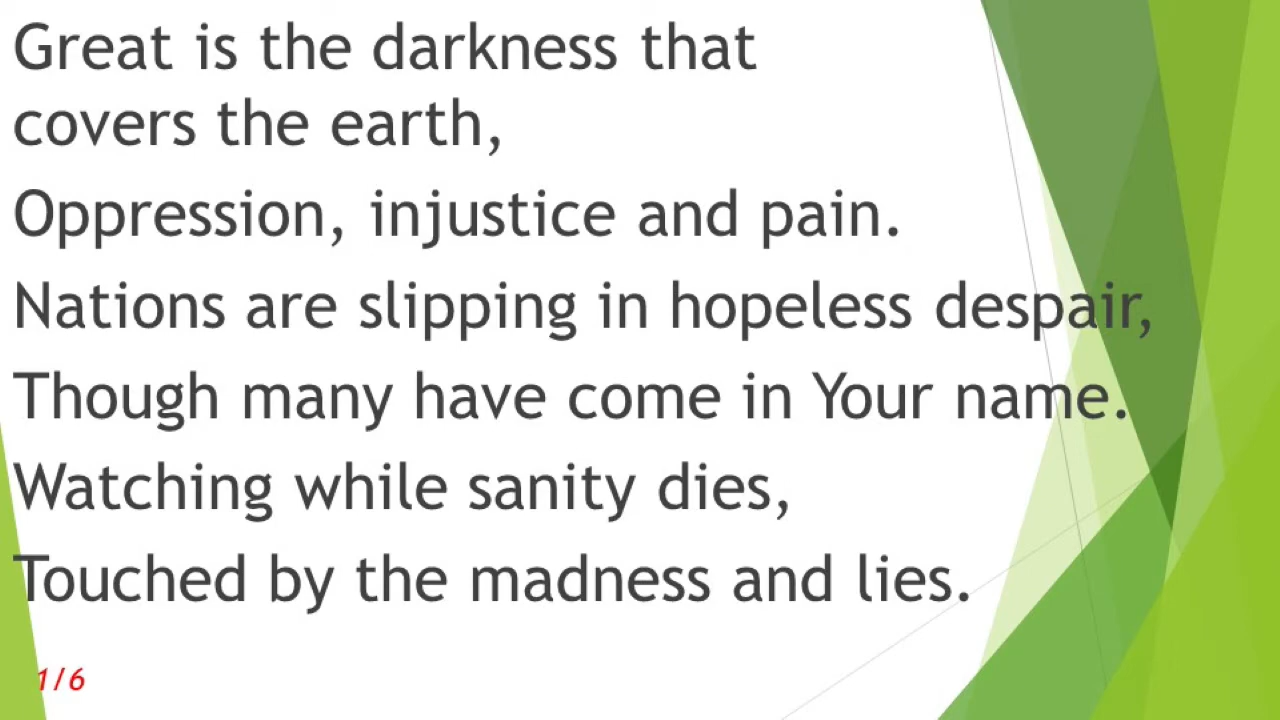 Great is the darkness that
covers the earth,
Oppression, injustice and pain.
Nations are slipping in hopeless despair,
Though many have come in Your name.
Watching while sanity dies,
Touched by the madness and lies.
1/6